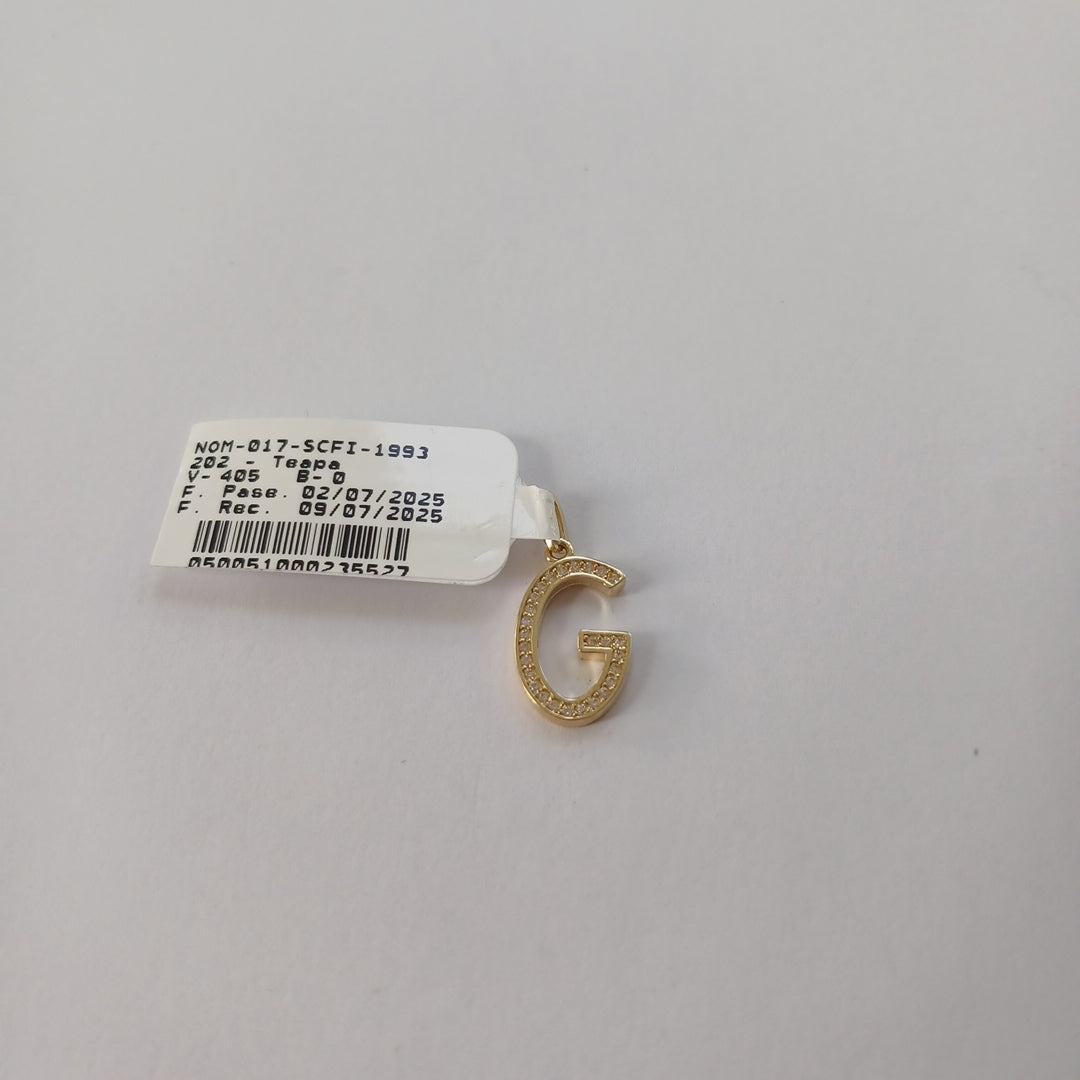 NOM-017-SCFI-1993
202 - Teapa
V- 405 B- 0
F. Pase. 02/07/2025
F. Rec. 09/07/2025
050051000235527
G